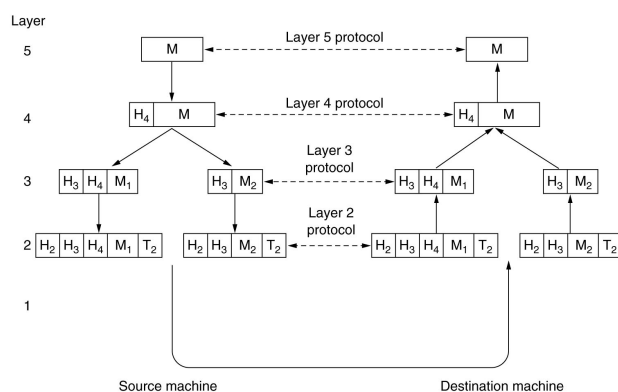 Layer
5 M Layer 5 protocol M
4 H4 M Layer 4 protocol H4 M
Layer 3
protocol
3 H3 H4 M1 H3 M2 H3 H4 M1 H3 M2
Layer 2
protocol
2 H2 H3 H4 M1 T2 H2 H3 M2 T2 H2 H3 H4 M1 T2 H2 H3 M2 T2
1
Source machine Destination machine